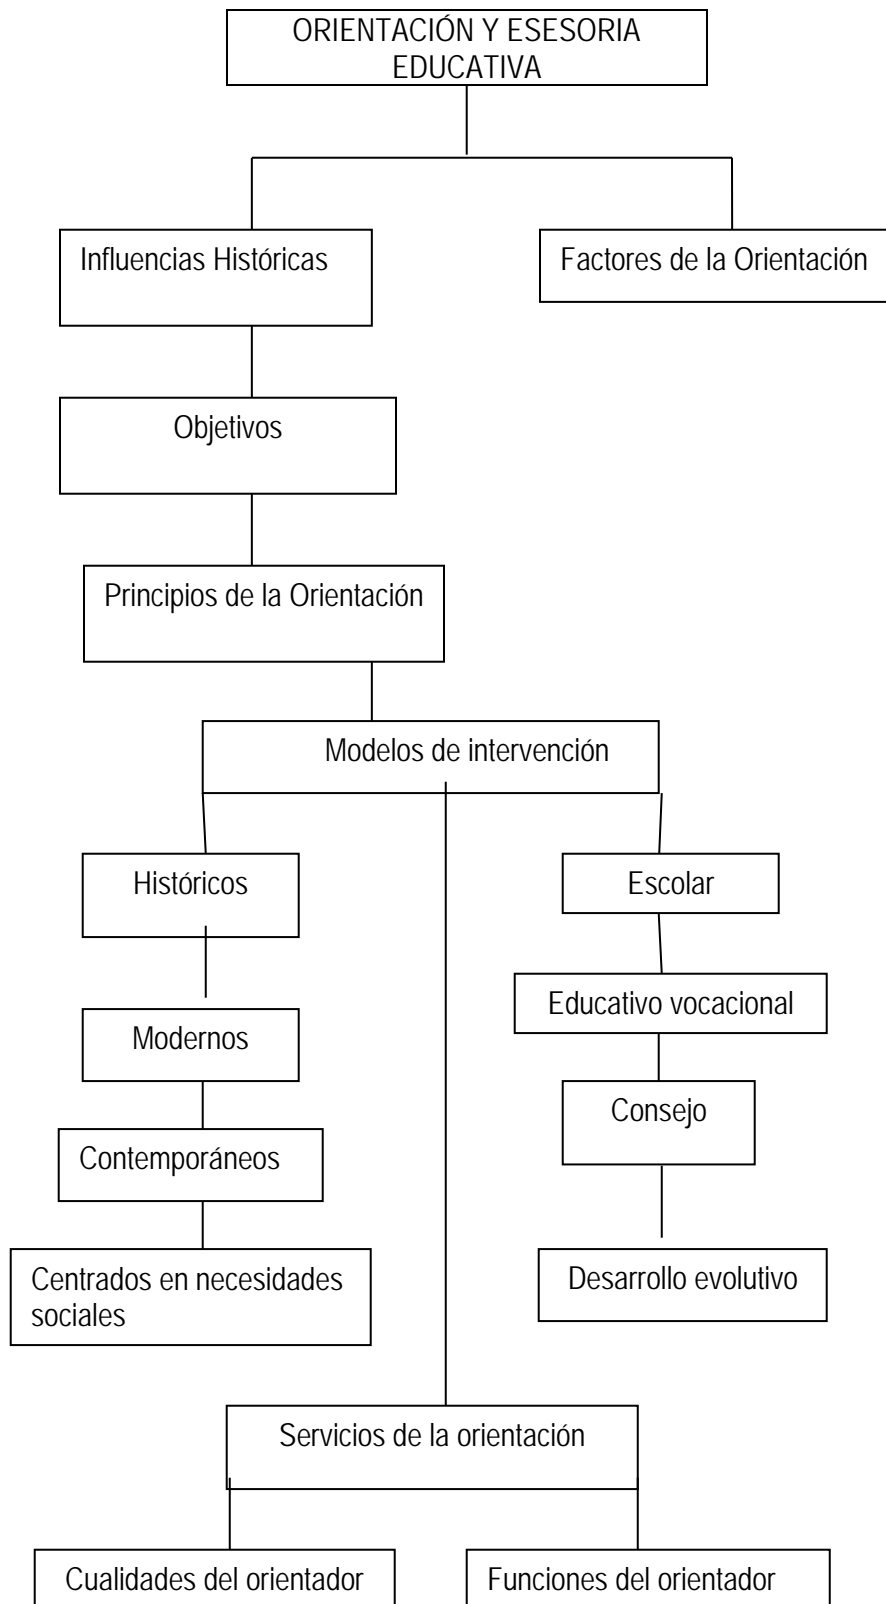 ORIENTACIÓN Y ESESORIA
EDUCATIVA
Influencias Históricas
Factores de la Orientación
Objetivos
Principios de la Orientación
Modelos de intervención
Históricos
Escolar
Educativo vocacional
Modernos
Consejo
Contemporáneos
Centrados en necesidades
sociales
Desarrollo evolutivo
Servicios de la orientación
Cualidades del orientador
Funciones del orientador